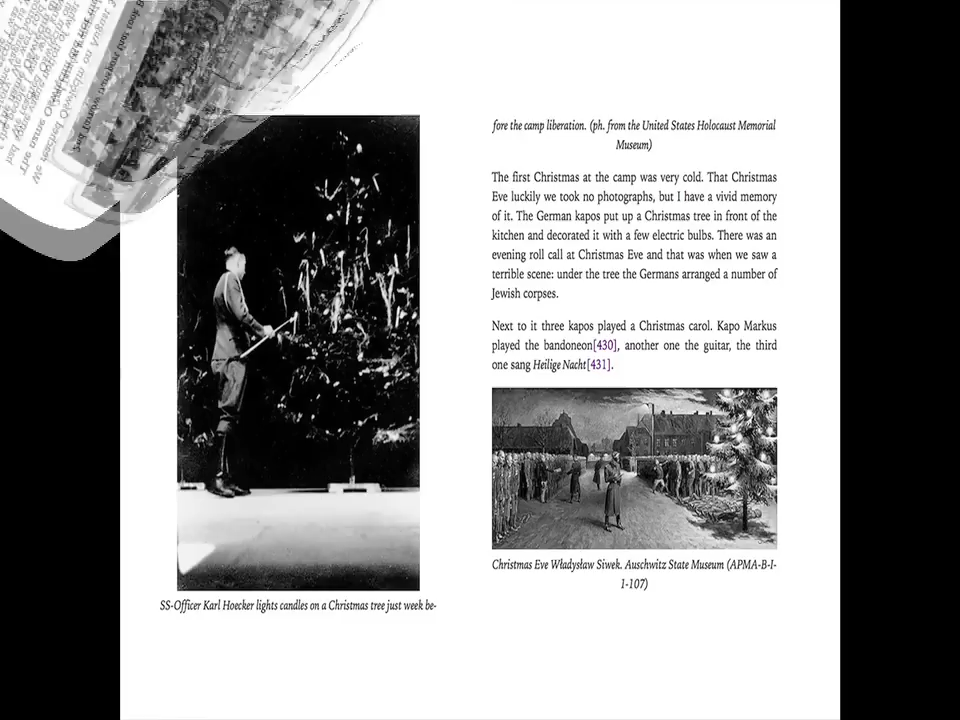 SS-Officer Karl Hoecker lights candles on a Christmas tree just week be-
fore the camp liberation. (ph. from the United States Holocaust Memorial
Museum)
The first Christmas at the camp was very cold. That Christmas
Eve luckily we took no photographs, but I have a vivid memory
of it. The German kapos put up a Christmas tree in front of the
kitchen and decorated it with a few electric bulbs. There was an
evening roll call at Christmas Eve and that was when we saw a
terrible scene: under the tree the Germans arranged a number of
Jewish corpses.
Next to it three kapos played a Christmas carol. Kapo Markus
played the bandoneon[430], another one the guitar, the third
one sang Heilige Nacht[431].
Christmas Eve Władysław Siwek. Auschwitz State Museum (APMA-B-I-
1-107)